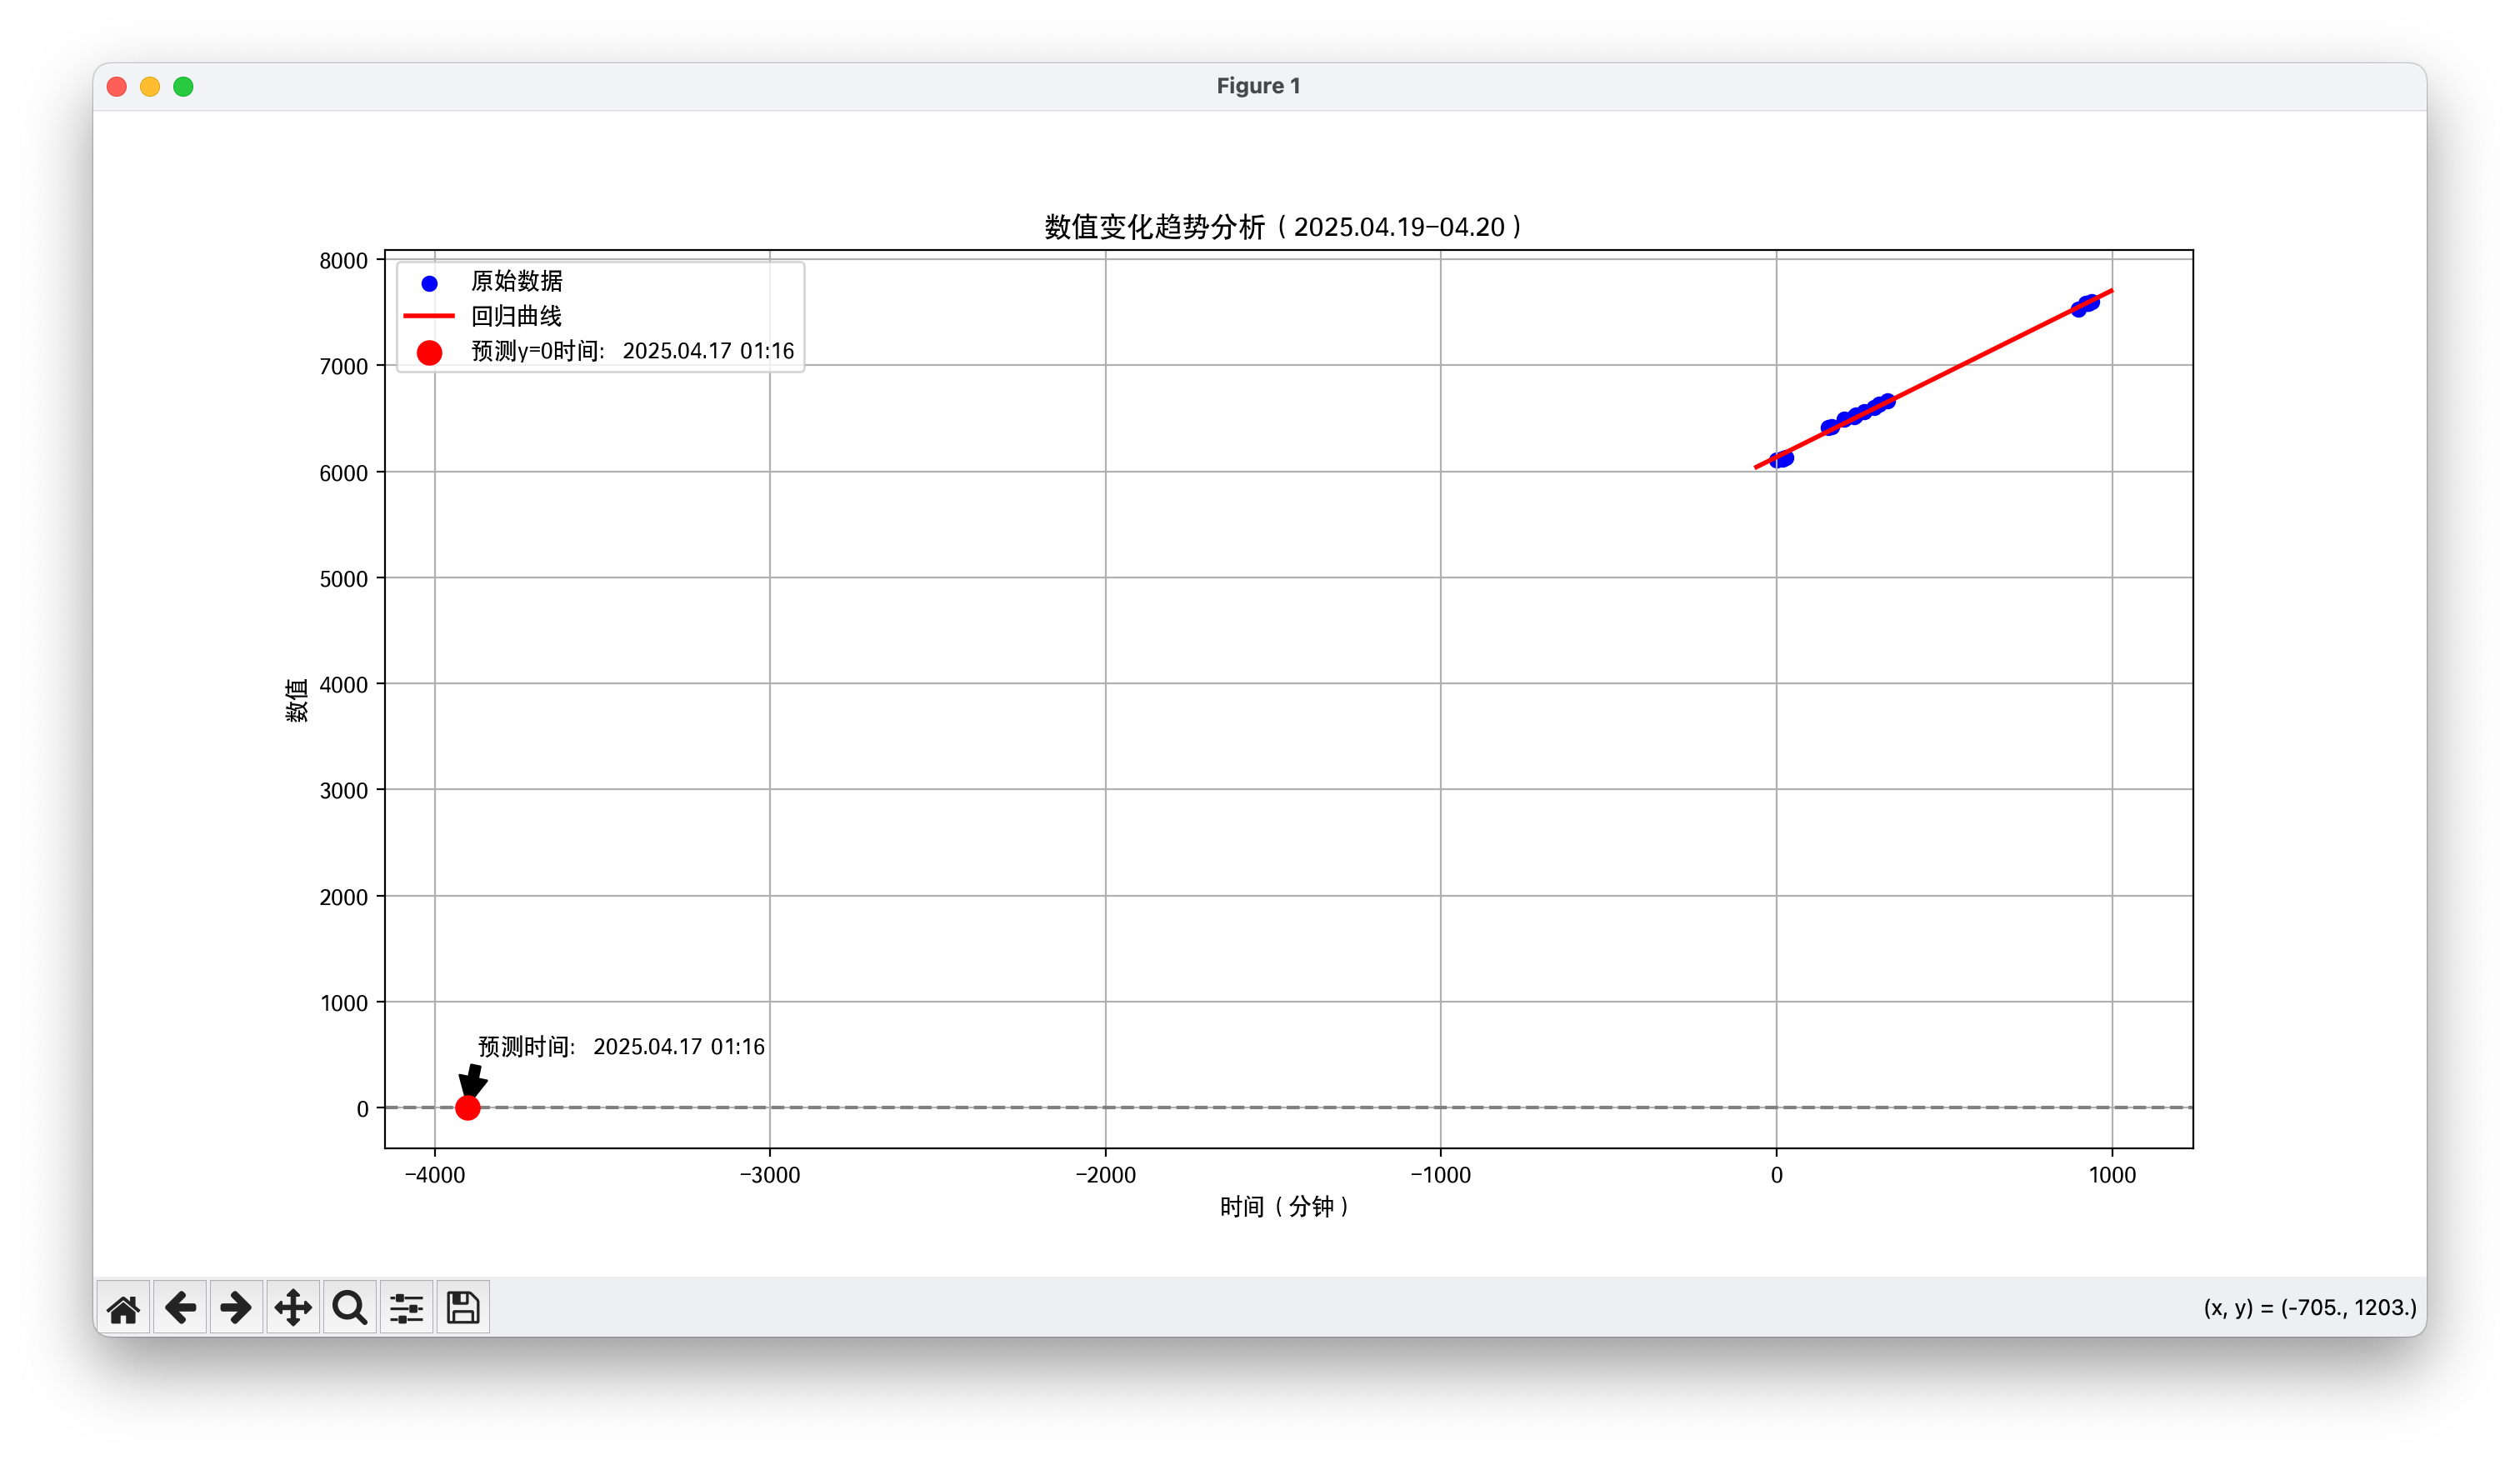 Figure 1
数值变化趋势分析（2025.04.19-04.20）
原始数据
回归曲线
预测y=0时间: 2025.04.17 01:16
8000
7000
6000
5000
4000
3000
2000
1000
0
数值
预测时间: 2025.04.17 01:16
−4000 −3000 −2000 −1000 0 1000
时间（分钟）
(x, y) = (-705., 1203.)